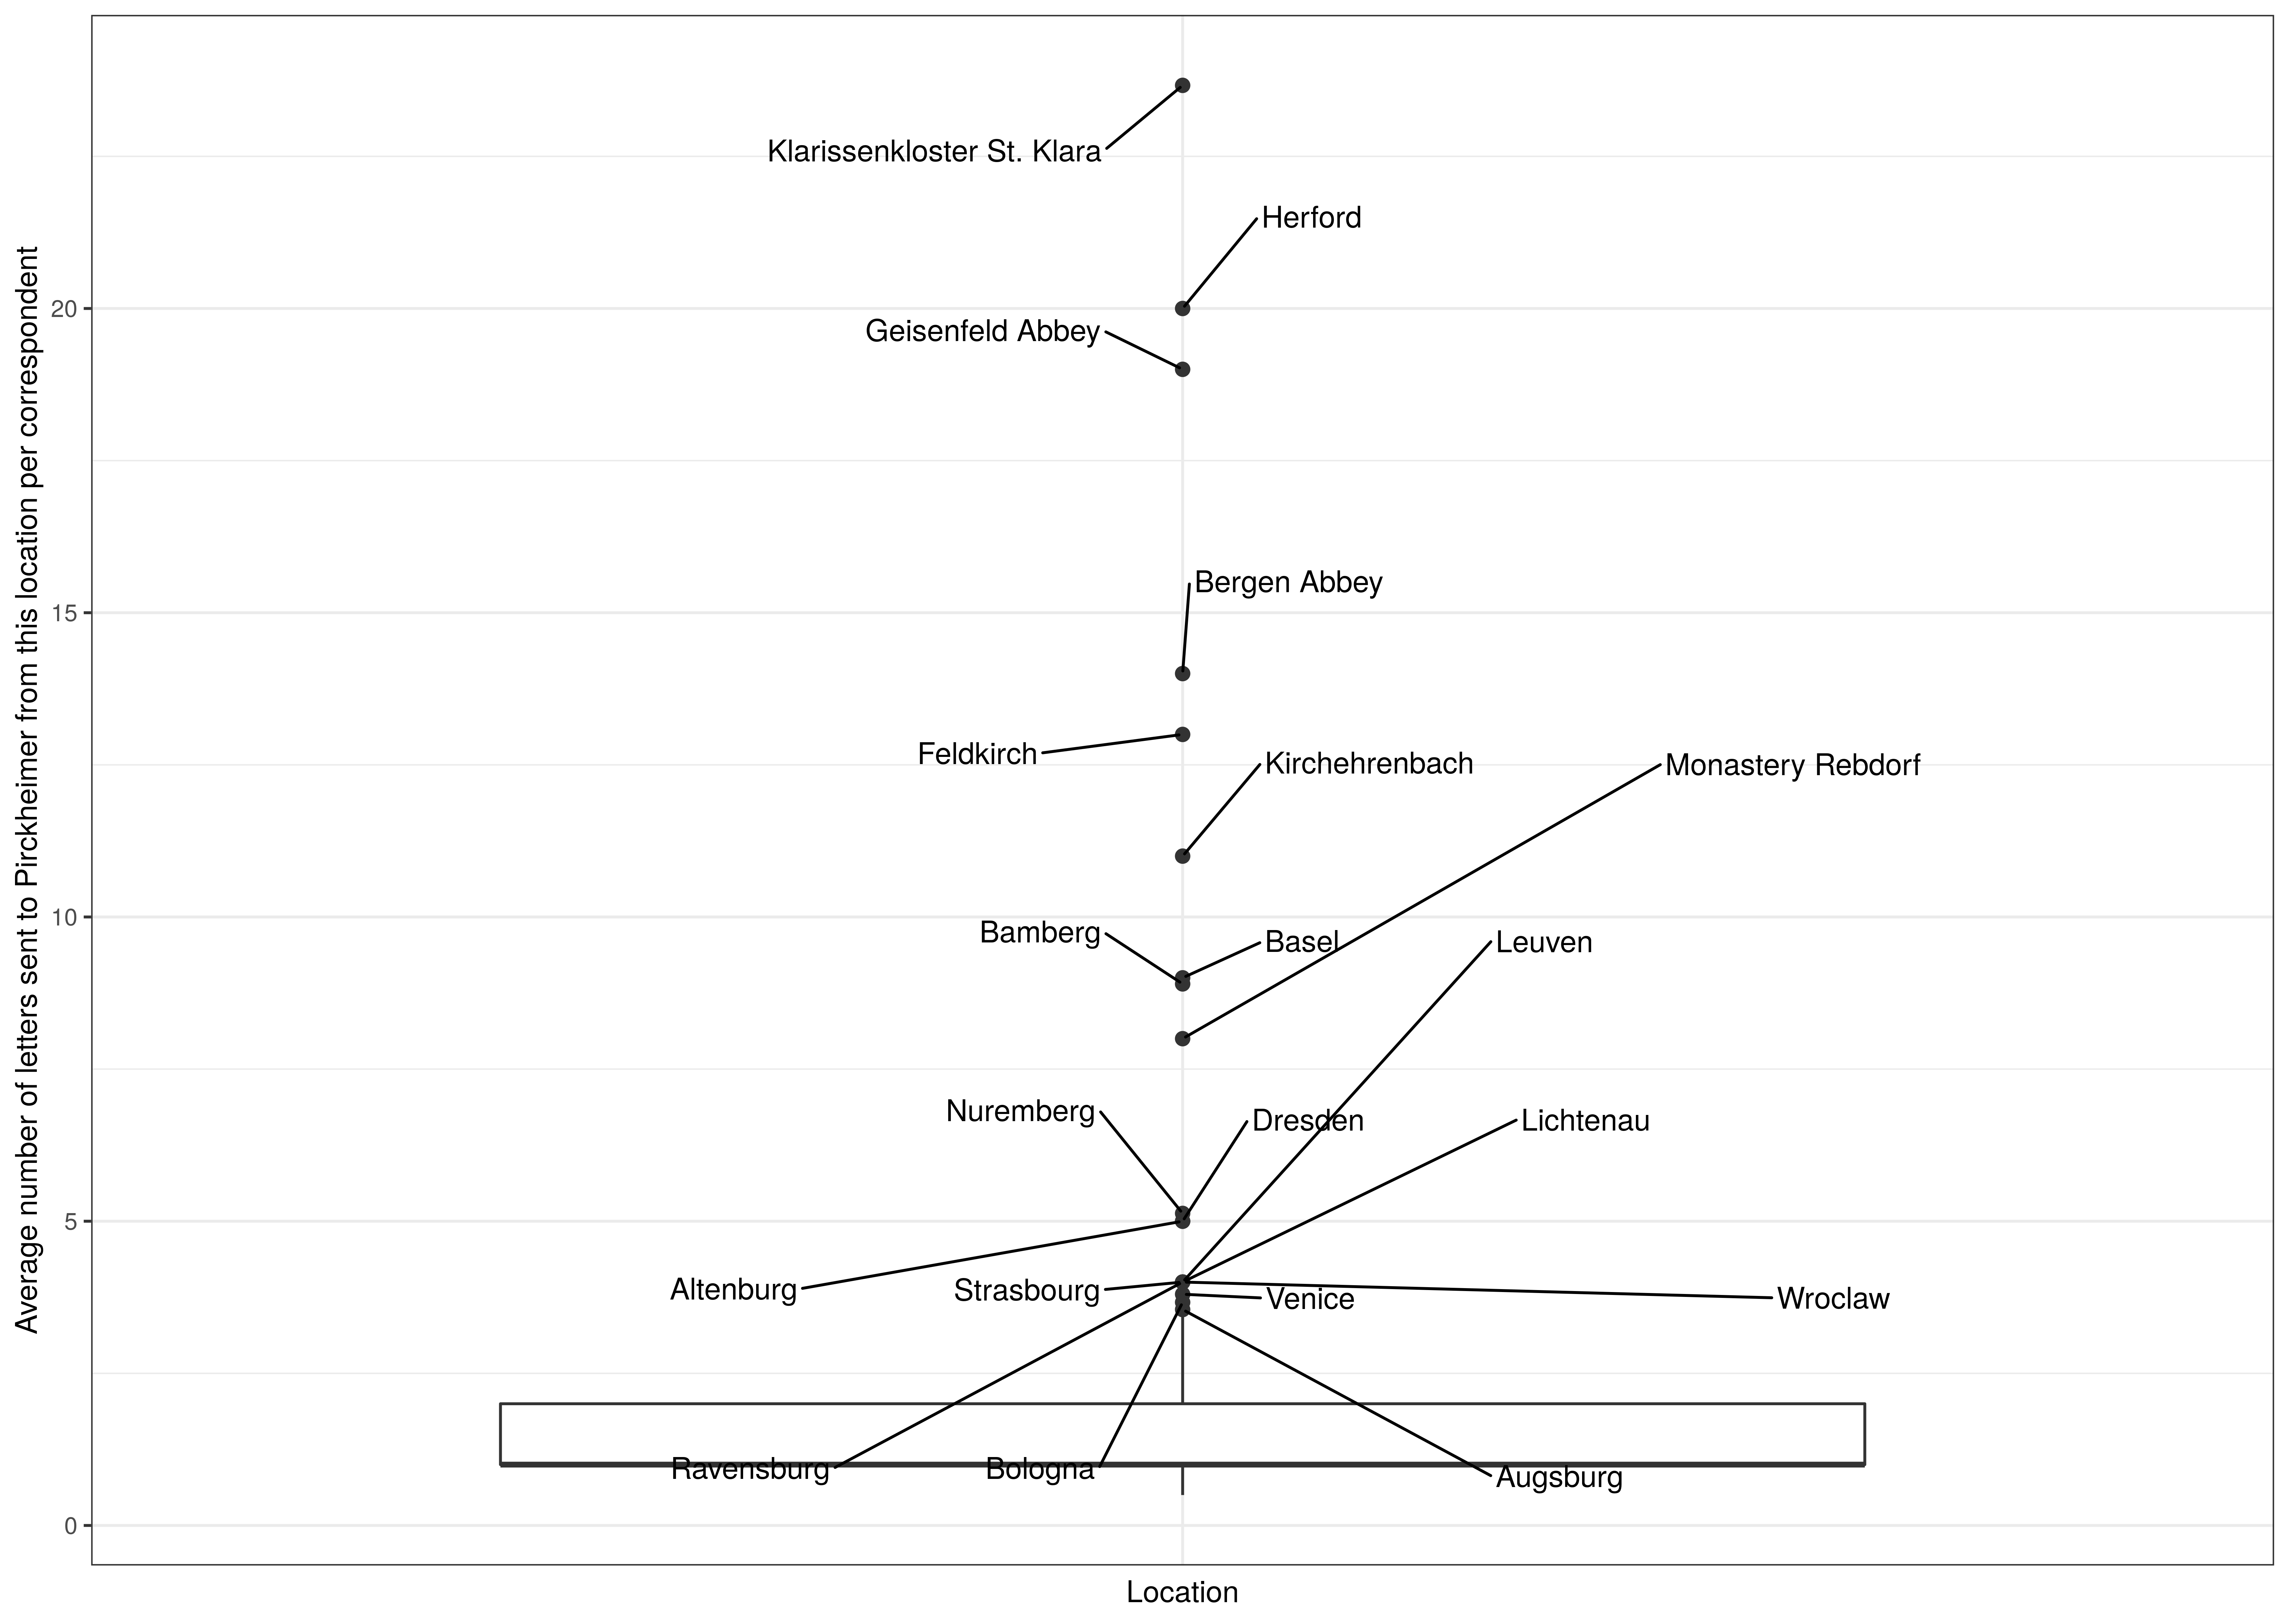 Average number of letters sent to Pirckheimer from this location per correspondent
Klarissenkloster St. Klara
Herford
20
Geisenfeld Abbey
Bergen Abbey
15
Feldkirch
Kirchehrenbach
Monastery Rebdorf
10
Bamberg
Basel
Leuven
Nuremberg
Dresden
Lichtenau
5
Altenburg
Strasbourg
Venice
Wroclaw
Ravensburg
Bologna
Augsburg
0
Location